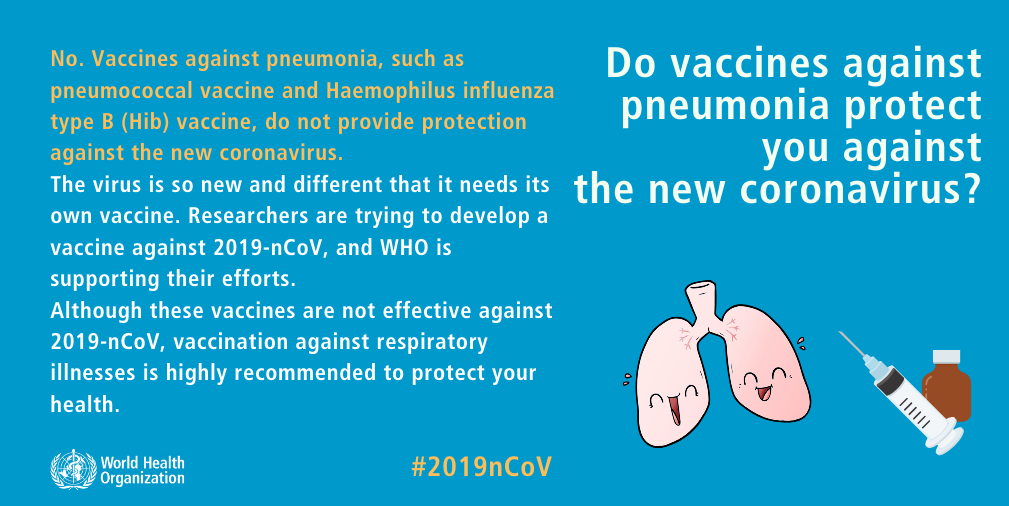 Do vaccines against
pneumonia protect
you against
the new coronavirus?
No. Vaccines against pneumonia, such as
pneumococcal vaccine and Haemophilus influenza
type B (Hib) vaccine, do not provide protection
against the new coronavirus.
The virus is so new and different that it needs its
own vaccine. Researchers are trying to develop a
vaccine against 2019-nCoV, and WHO is
supporting their efforts.
Although these vaccines are not effective against
2019-nCoV, vaccination against respiratory
illnesses is highly recommended to protect your
health.
World Health
Organization
#2019nCoV